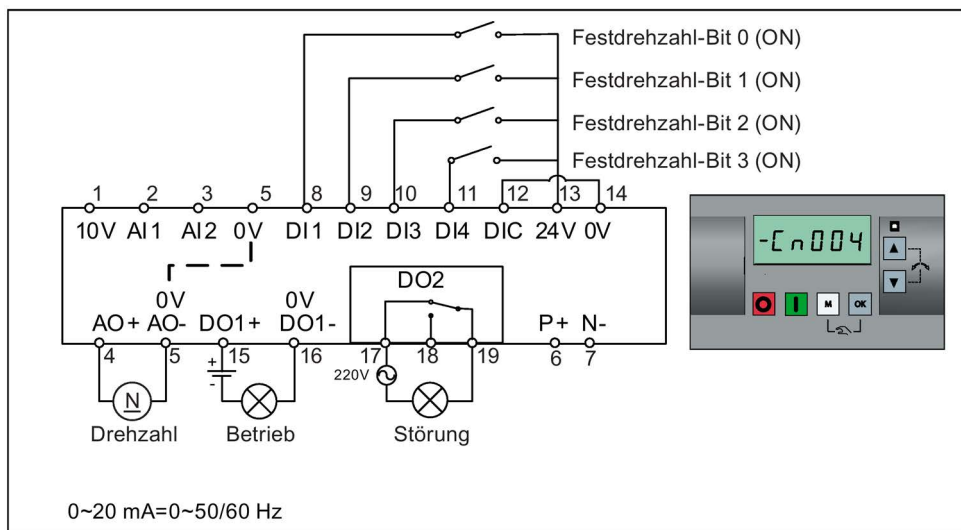 Festdrehzahl-Bit 0 (ON)
Festdrehzahl-Bit 1 (ON)
Festdrehzahl-Bit 2 (ON)
Festdrehzahl-Bit 3 (ON)
1 2 3 5 8 9 10 11 12 13 14
10V AI1 AI2 0V DI1 DI2 DI3 DI4 DIC 24V 0V
-Cn004
M OK
DO2
0V 0V
AO+ AO- DO1+ DO1- P+ N-
4 5 15 16 17 18 19 6 7
+
-
220V
N
Drehzahl Betrieb Störung
0~20 mA=0~50/60 Hz